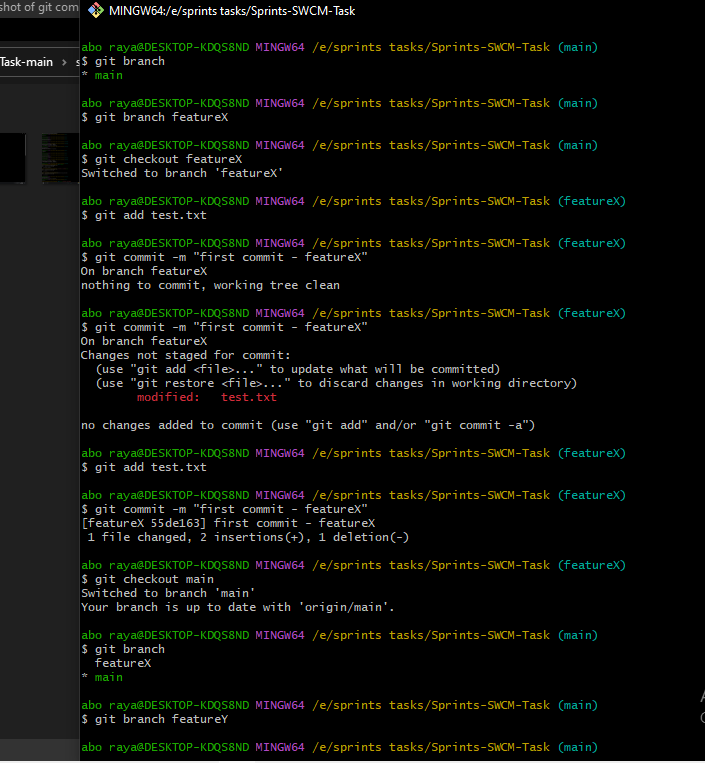 shot of git com
MINGW64:/e/sprints tasks/Sprints-SWCM-Task
Task-main > s
abo raya@DESKTOP-KDQS8ND MINGW64 /e/sprints tasks/Sprints-SWCM-Task (main)
$ git branch
* main
abo raya@DESKTOP-KDQS8ND MINGW64 /e/sprints tasks/Sprints-SWCM-Task (main)
$ git branch featureX
abo raya@DESKTOP-KDQS8ND MINGW64 /e/sprints tasks/Sprints-SWCM-Task (main)
$ git checkout featureX
Switched to branch 'featureX'
abo raya@DESKTOP-KDQS8ND MINGW64 /e/sprints tasks/Sprints-SWCM-Task (featureX)
$ git add test.txt
abo raya@DESKTOP-KDQS8ND MINGW64 /e/sprints tasks/Sprints-SWCM-Task (featureX)
$ git commit -m "first commit - featureX"
On branch featureX
nothing to commit, working tree clean
abo raya@DESKTOP-KDQS8ND MINGW64 /e/sprints tasks/Sprints-SWCM-Task (featureX)
$ git commit -m "first commit - featureX"
On branch featureX
Changes not staged for commit:
  (use "git add <file>..." to update what will be committed)
  (use "git restore <file>..." to discard changes in working directory)
        modified:   test.txt
no changes added to commit (use "git add" and/or "git commit -a")
abo raya@DESKTOP-KDQS8ND MINGW64 /e/sprints tasks/Sprints-SWCM-Task (featureX)
$ git add test.txt
abo raya@DESKTOP-KDQS8ND MINGW64 /e/sprints tasks/Sprints-SWCM-Task (featureX)
$ git commit -m "first commit - featureX"
[featureX 55de163] first commit - featureX
 1 file changed, 2 insertions(+), 1 deletion(-)
abo raya@DESKTOP-KDQS8ND MINGW64 /e/sprints tasks/Sprints-SWCM-Task (featureX)
$ git checkout main
Switched to branch 'main'
Your branch is up to date with 'origin/main'.
abo raya@DESKTOP-KDQS8ND MINGW64 /e/sprints tasks/Sprints-SWCM-Task (main)
$ git branch
  featureX
* main
abo raya@DESKTOP-KDQS8ND MINGW64 /e/sprints tasks/Sprints-SWCM-Task (main)
$ git branch featureY
abo raya@DESKTOP-KDQS8ND MINGW64 /e/sprints tasks/Sprints-SWCM-Task (main)